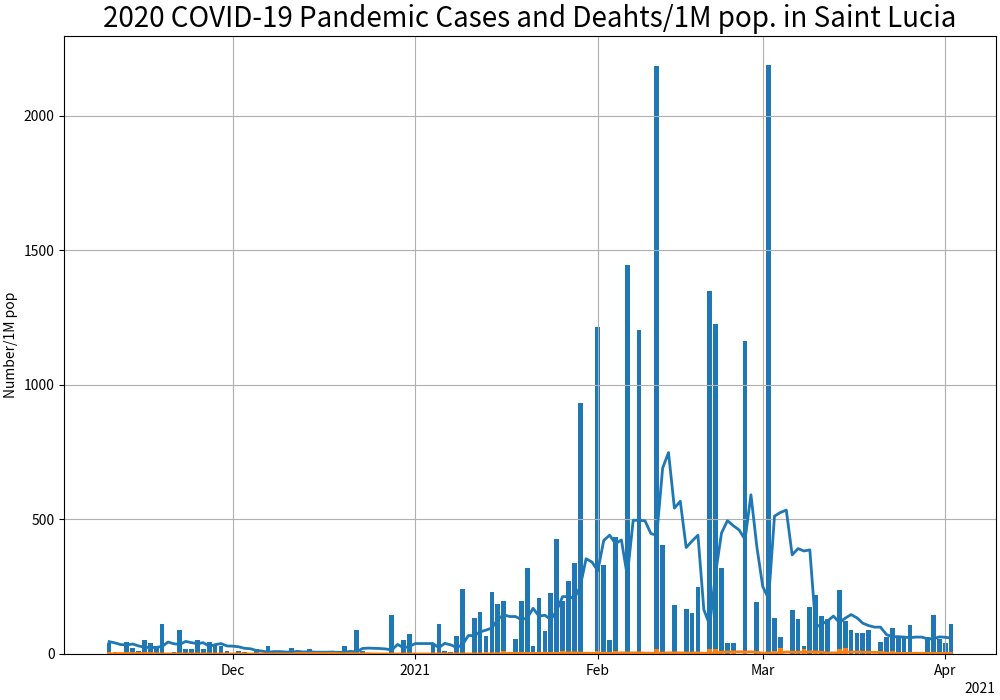 2020 COVID-19 Pandemic Cases and Deahts/1M pop. in Saint Lucia
Number/1M pop
2000
1500
1000
500
0
Dec
2021
Feb
Mar
Apr
2021